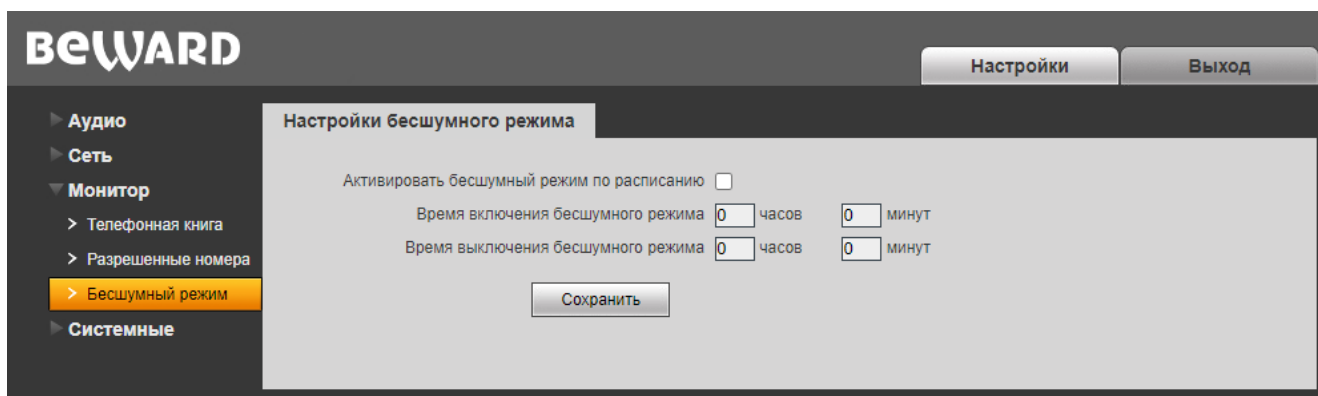 BEWARD
Настройки
Выход
Аудио
Сеть
Монитор
> Телефонная книга
> Разрешенные номера
> Бесшумный режим
Системные
Настройки бесшумного режима
Активировать бесшумный режим по расписанию
Время включения бесшумного режима 0 часов 0 минут
Время выключения бесшумного режима 0 часов 0 минут
Сохранить